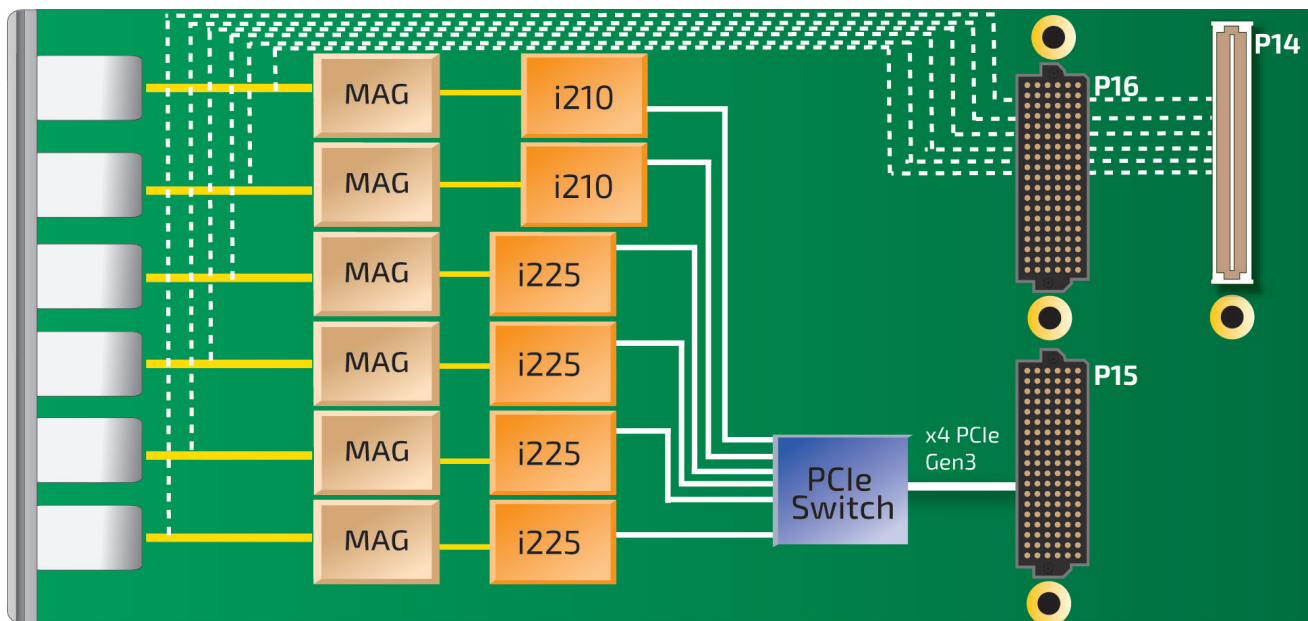 P14
P16
MAG
i210
MAG
i210
MAG
i225
MAG
i225
P15
MAG
i225
x4 PCIe
Gen3
PCIe
Switch
MAG
i225